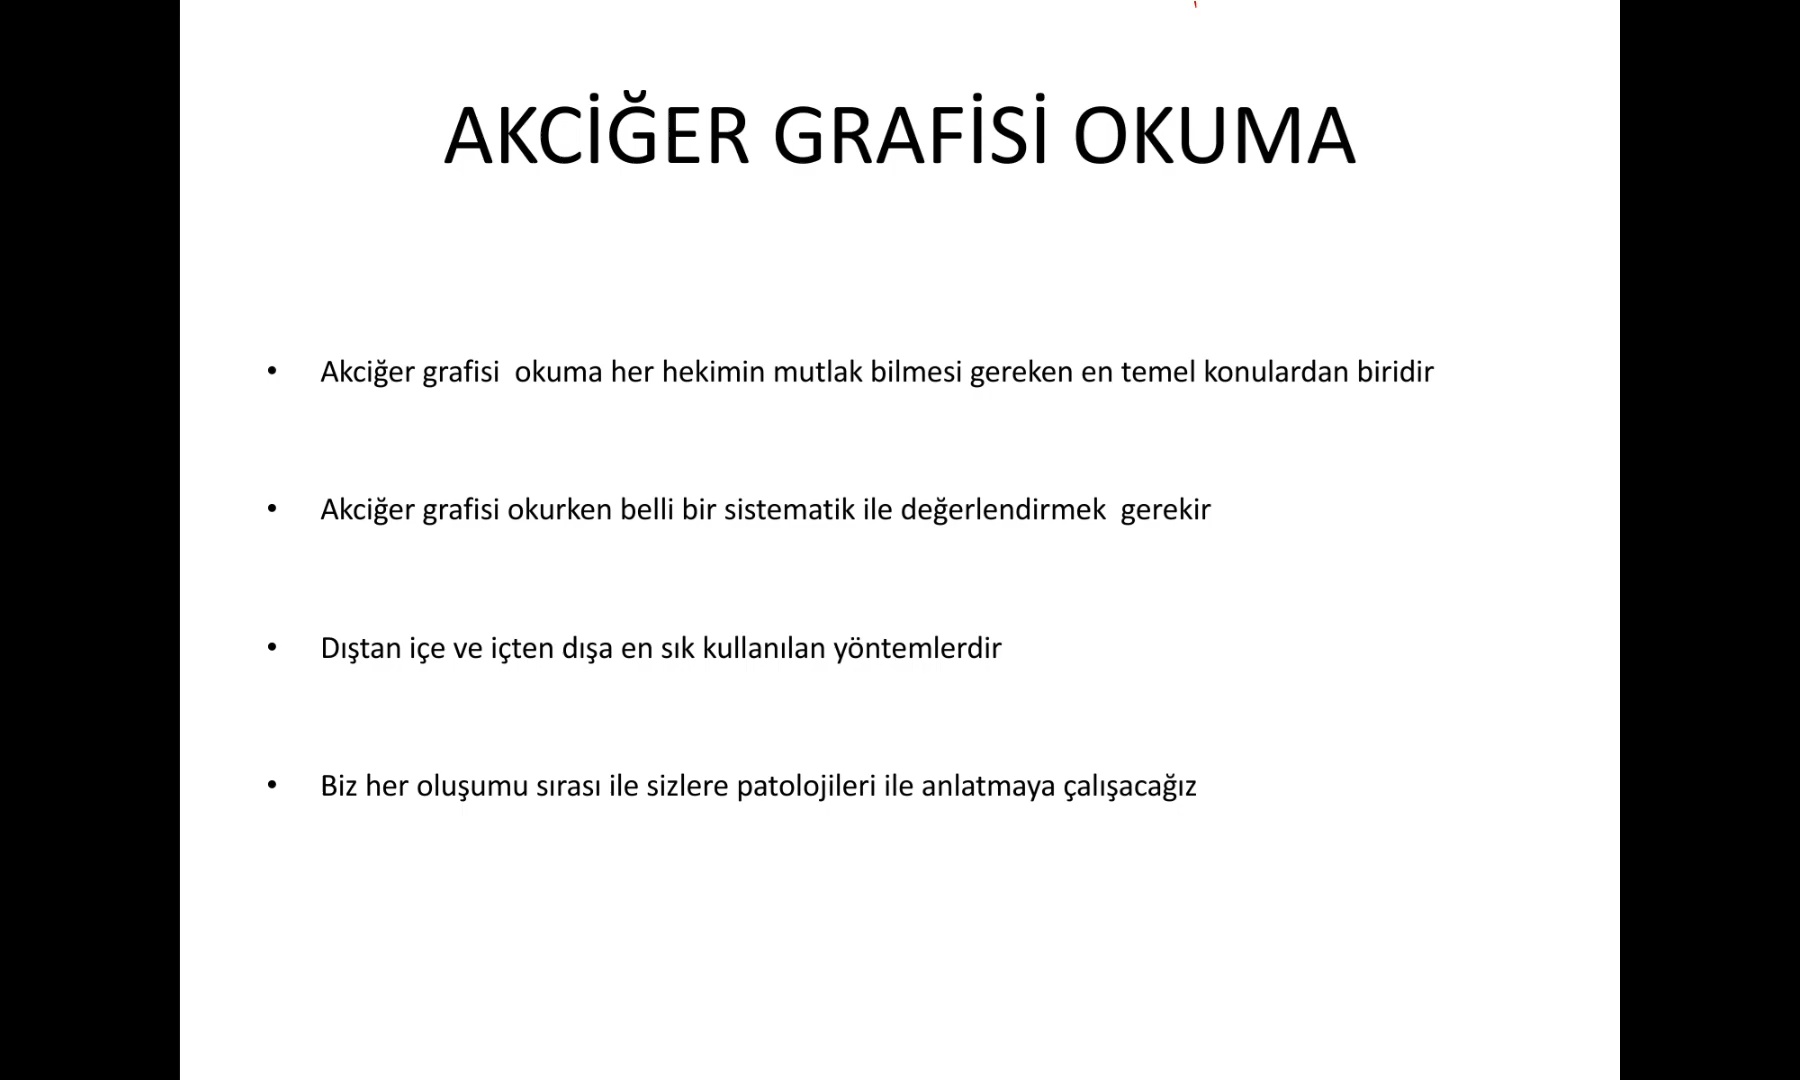 AKCİĞER GRAFİSİ OKUMA
• Akciğer grafisi  okuma her hekimin mutlak bilmesi gereken en temel konulardan biridir
• Akciğer grafisi okurken belli bir sistematik ile değerlendirmek  gerekir
• Dıştan içe ve içten dışa en sık kullanılan yöntemlerdir
• Biz her oluşumu sırası ile sizlere patolojileri ile anlatmaya çalışacağız